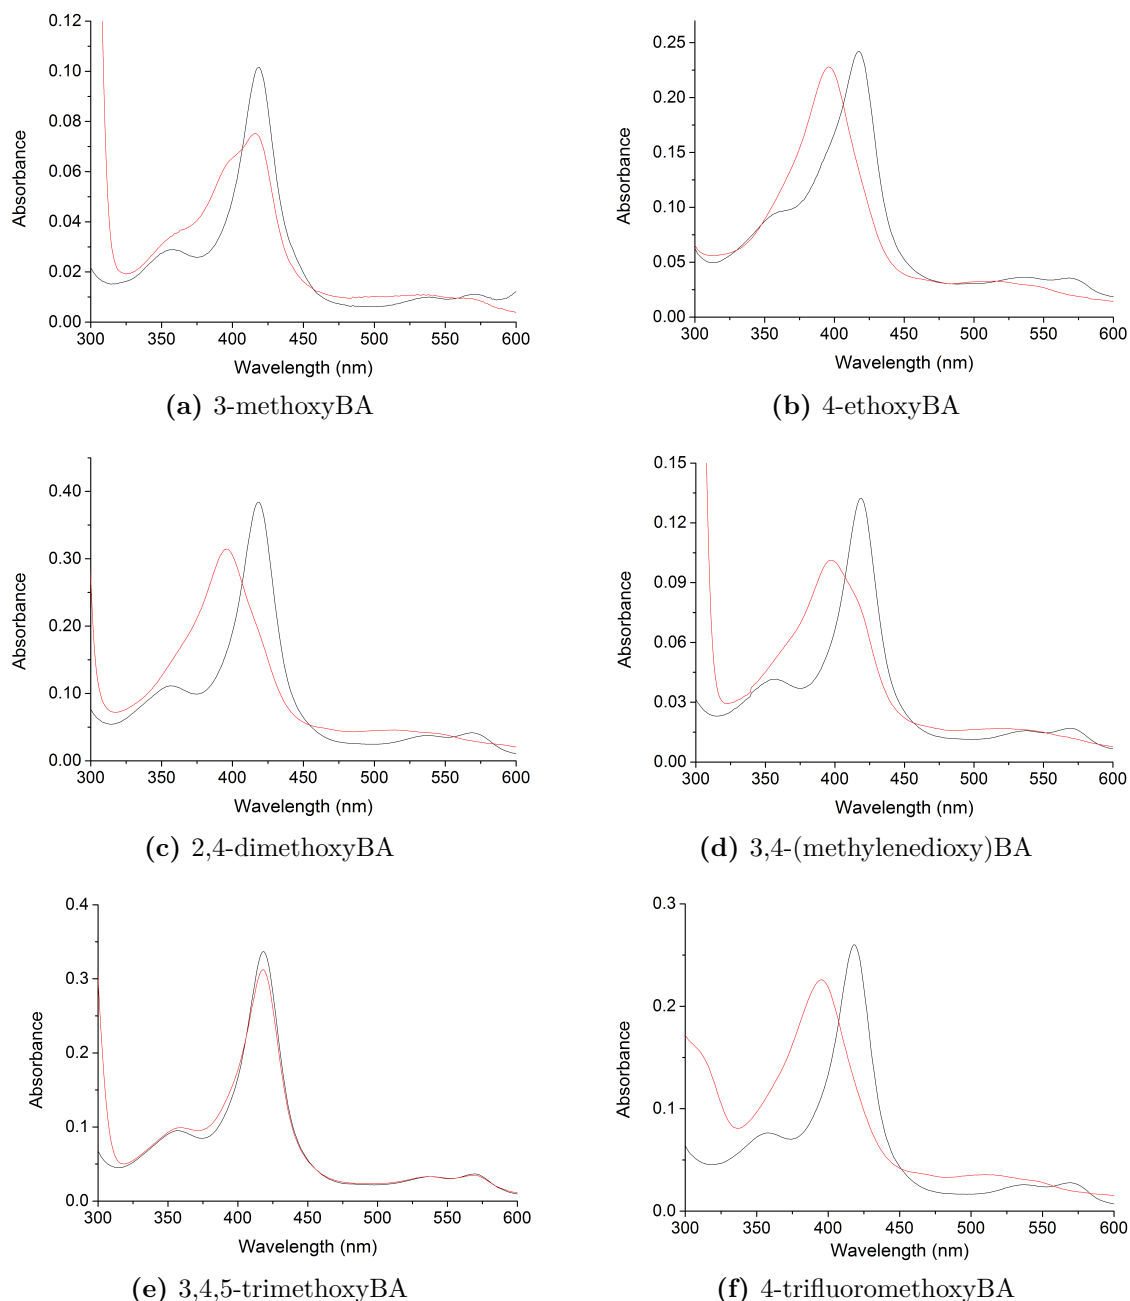 0.12
0.10
0.08
0.06
0.04
0.02
0.00
Absorbance
300 350 400 450 500 550 600
Wavelength (nm)
(a) 3-methoxyBA
0.25
0.20
0.15
0.10
0.05
0.00
Absorbance
300 350 400 450 500 550 600
Wavelength (nm)
(b) 4-ethoxyBA
0.40
0.30
0.20
0.10
0.00
Absorbance
300 350 400 450 500 550 600
Wavelength (nm)
(c) 2,4-dimethoxyBA
0.15
0.12
0.09
0.06
0.03
0.00
Absorbance
300 350 400 450 500 550 600
Wavelength (nm)
(d) 3,4-(methylenedioxy)BA
0.4
0.3
0.2
0.1
0.0
Absorbance
300 350 400 450 500 550 600
Wavelength (nm)
(e) 3,4,5-trimethoxyBA
0.3
0.2
0.1
0.0
Absorbance
300 350 400 450 500 550 600
Wavelength (nm)
(f) 4-trifluoromethoxyBA